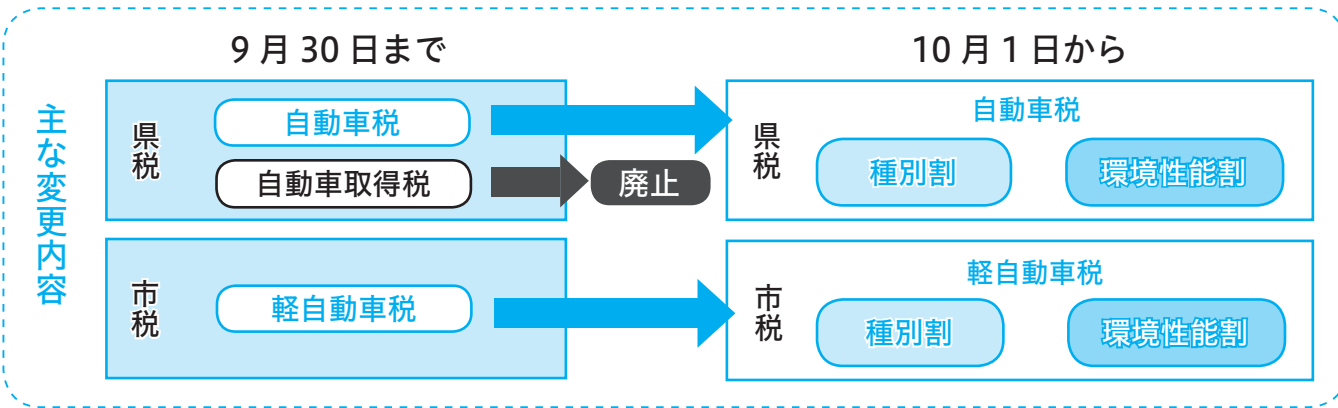 主な変更内容
9月30日まで
県税
自動車税
自動車取得税
廃止
市税
軽自動車税
10月1日から
県税
自動車税
種別割
環境性能割
市税
軽自動車税
種別割
環境性能割